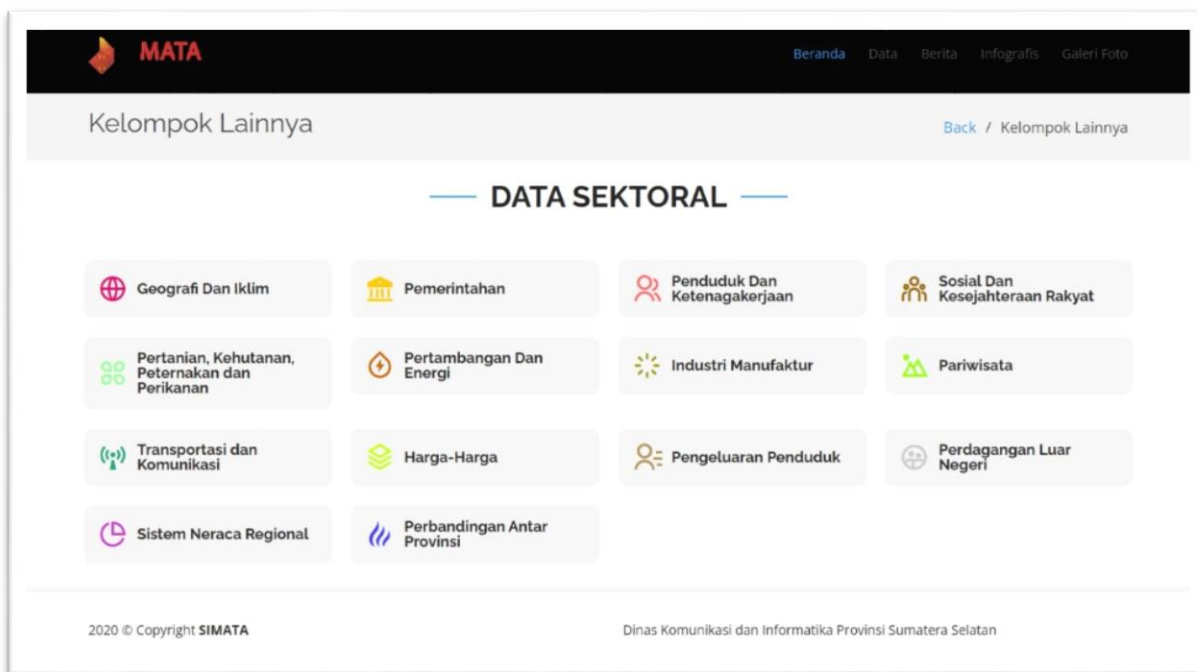 MATA
Beranda Data Berita Infografis Galeri Foto
Kelompok Lainnya
Back / Kelompok Lainnya
DATA SEKTORAL
Geografi Dan Iklim
Pemerintahan
Penduduk Dan
Ketenagakerjaan
Sosial Dan
Kesejahteraan Rakyat
Pertanian, Kehutanan,
Peternakan dan
Perikanan
Pertambangan Dan
Energi
Industri Manufaktur
Pariwisata
Transportasi dan
Komunikasi
Harga-Harga
Pengeluaran Penduduk
Perdagangan Luar
Negeri
Sistem Neraca Regional
Perbandingan Antar
Provinsi
2020 © Copyright SIMATA
Dinas Komunikasi dan Informatika Provinsi Sumatera Selatan